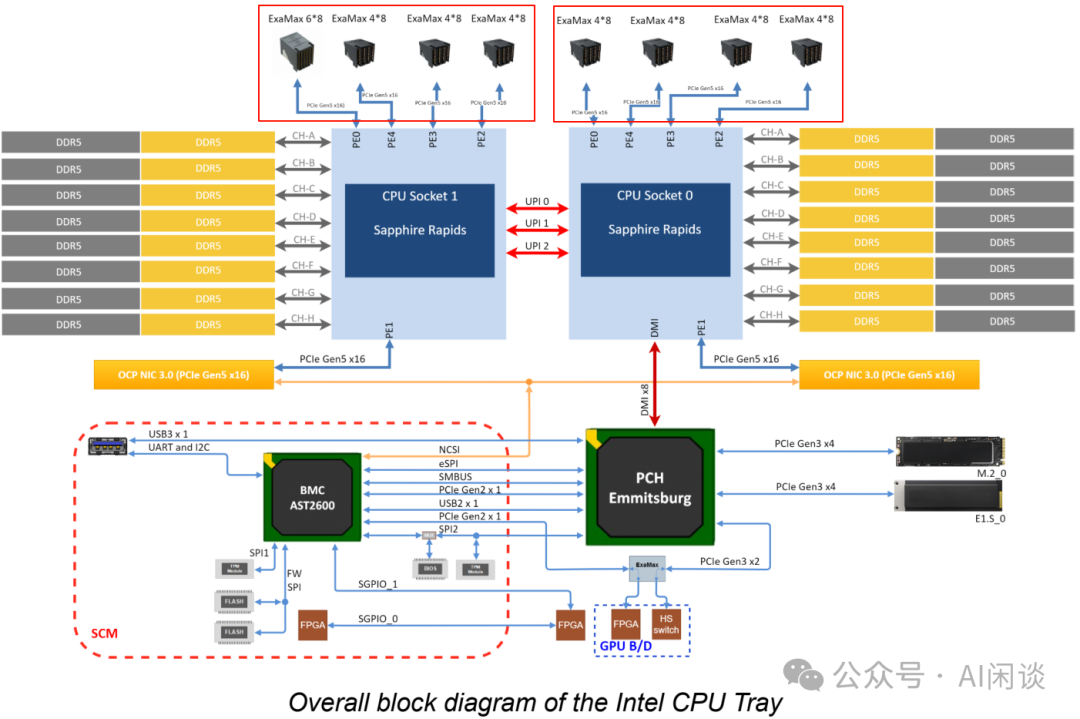 ExaMax 6*8 ExaMax 4*8 ExaMax 4*8 ExaMax 4*8 ExaMax 4*8 ExaMax 4*8 ExaMax 4*8 ExaMax 4*8
PCIe Gen5 x16) PCIe Gen5 x16 PCIe Gen5 x16 PCIe Gen5 x16 PCIe Gen5 x16 PCIe Gen5 x16 PCIe Gen5 x16 PCIe Gen5 x16
PE0 PE4 PE3 PE2 PE0 PE4 PE3 PE2
DDR5 DDR5 CH-A CH-A DDR5 DDR5
DDR5 DDR5 CH-B CH-B DDR5 DDR5
DDR5 DDR5 CH-C CH-C DDR5 DDR5
DDR5 DDR5 CH-D CH-D DDR5 DDR5
DDR5 DDR5 CH-E CH-E DDR5 DDR5
DDR5 DDR5 CH-F CH-F DDR5 DDR5
DDR5 DDR5 CH-G CH-G DDR5 DDR5
DDR5 DDR5 CH-H CH-H DDR5 DDR5
CPU Socket 1
Sapphire Rapids
UPI 0
UPI 1
UPI 2
CPU Socket 0
Sapphire Rapids
PE1 DMI PE1
PCIe Gen5 x16 PCIe Gen5 x16
OCP NIC 3.0 (PCIe Gen5 x16) OCP NIC 3.0 (PCIe Gen5 x16)
DMI x8
USB3 x 1
UART and I2C
NCSI
eSPI
SMBUS
PCIe Gen2 x 1
USB2 x 1
PCIe Gen2 x 1
SPI2
BMC
AST2600
PCH
Emmitsburg
PCIe Gen3 x4
M.2_0
PCIe Gen3 x4
E1.S_0
PCIe Gen3 x2
MUX
BIOS
TPM
Module
SPI1
TPM
Module
FW
SPI
FLASH
FLASH
ExaMax
SGPIO_1
SGPIO_0
FPGA FPGA FPGA
HS
switch
GPU B/D
SCM
公众号 · AI闲谈
Overall block diagram of the Intel CPU Tray